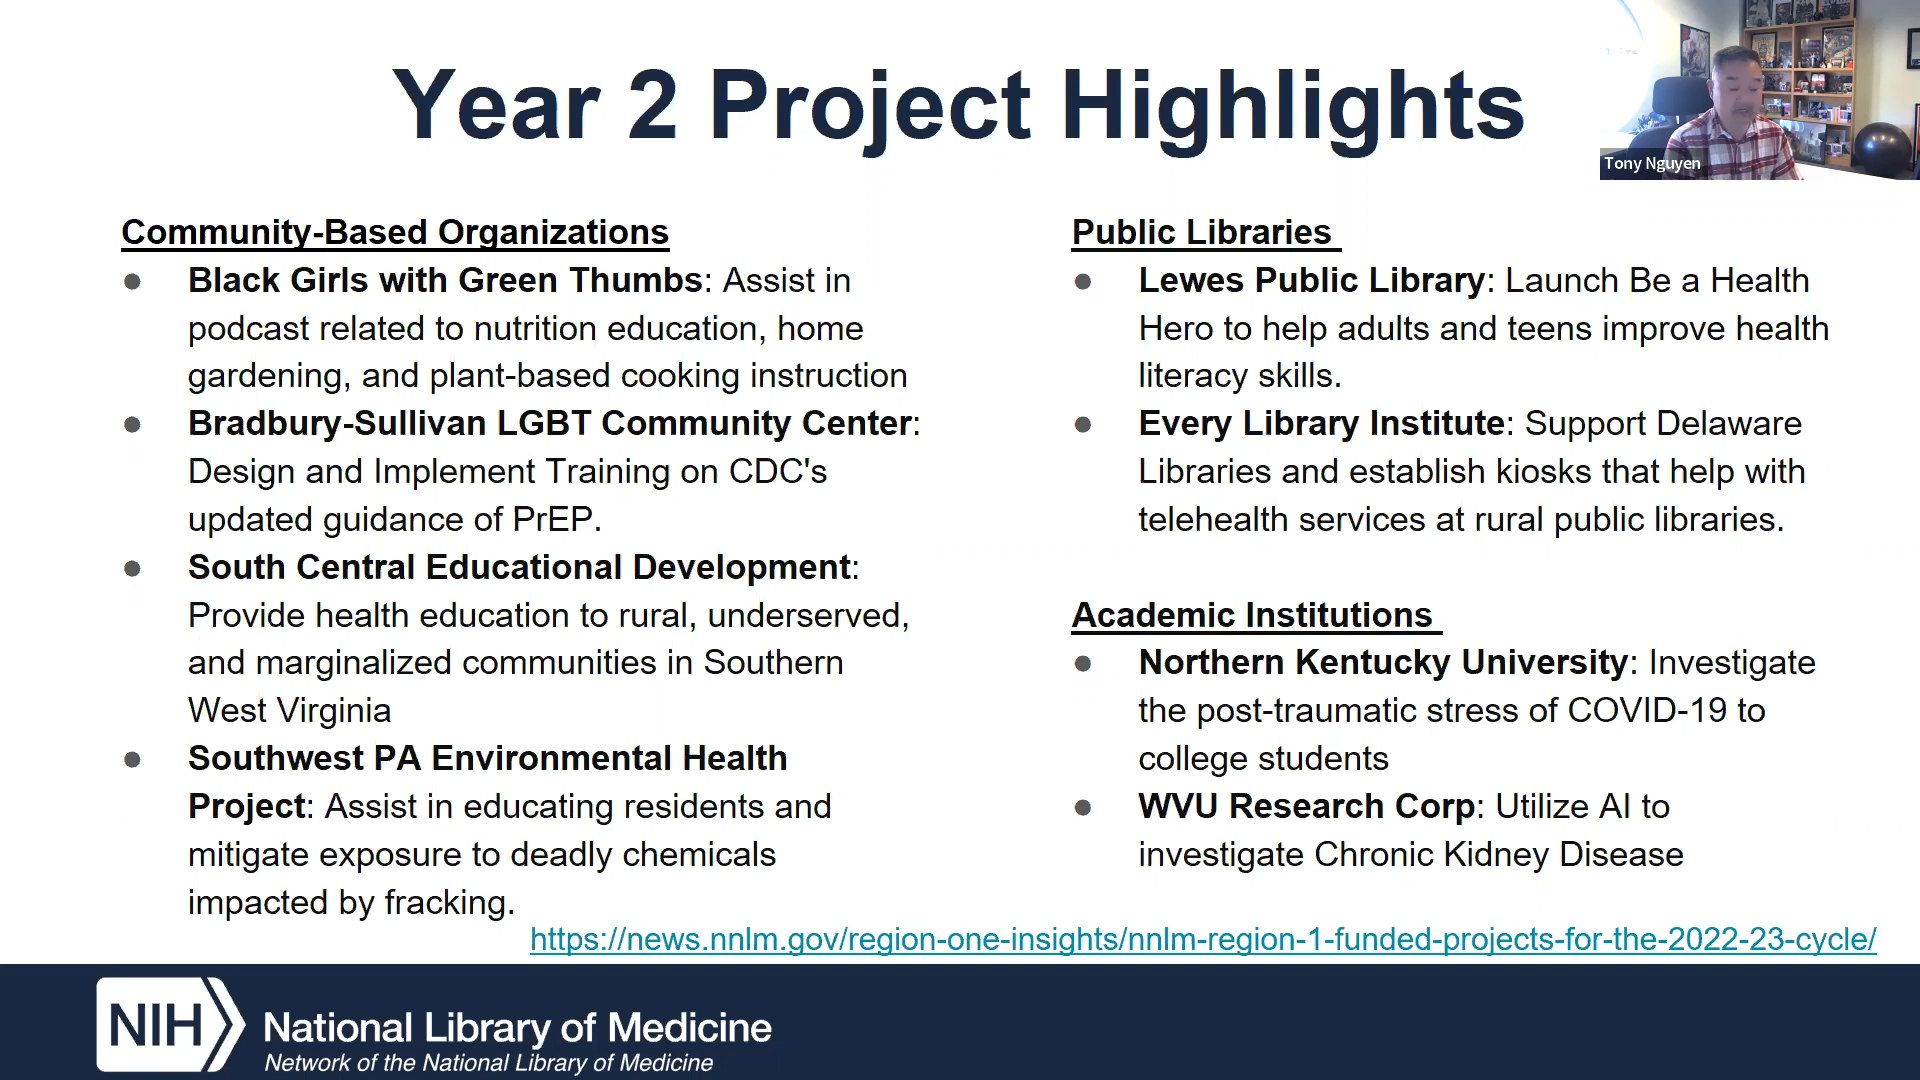 Year 2 Project Highlights
Tony Nguyen
Community-Based Organizations
● Black Girls with Green Thumbs: Assist in
podcast related to nutrition education, home
gardening, and plant-based cooking instruction
● Bradbury-Sullivan LGBT Community Center:
Design and Implement Training on CDC's
updated guidance of PrEP.
● South Central Educational Development:
Provide health education to rural, underserved,
and marginalized communities in Southern
West Virginia
● Southwest PA Environmental Health
Project: Assist in educating residents and
mitigate exposure to deadly chemicals
impacted by fracking.
Public Libraries
● Lewes Public Library: Launch Be a Health
Hero to help adults and teens improve health
literacy skills.
● Every Library Institute: Support Delaware
Libraries and establish kiosks that help with
telehealth services at rural public libraries.
Academic Institutions
● Northern Kentucky University: Investigate
the post-traumatic stress of COVID-19 to
college students
● WVU Research Corp: Utilize AI to
investigate Chronic Kidney Disease
https://news.nnlm.gov/region-one-insights/nnlm-region-1-funded-projects-for-the-2022-23-cycle/
NIH
National Library of Medicine
Network of the National Library of Medicine